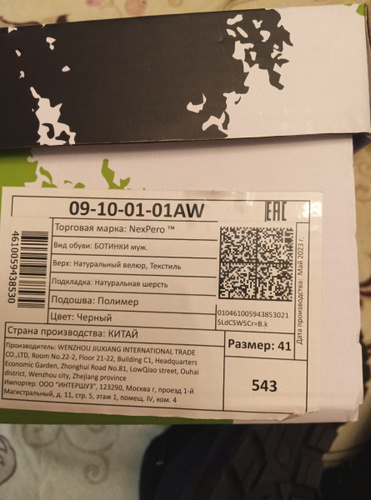 09-10-01-01AW
EAC
Торговая марка: NexPero ™
Вид обуви: БОТИНКИ муж.
Верх: Натуральный велюр, Текстиль
Подкладка: Натуральная шерсть
Подошва: Полимер
Цвет: Черный
Страна производства: КИТАЙ
Производитель: WENZHOU JIUXIANG INTERNATIONAL TRADE
CO.,LTD, Room No.22-2, Floor 21-22, Building C1, Headquarters
Economic Garden, Zhonghui Road No.81, LowQiao street, Ouhai
district, Wenzhou city, Zhejiang province
Импортер: ООО "ИНТЕРШУЗ", 123250, Москва г, проезд 1-й
Магистральный, д. 11, стр. 5, этаж 1, помещ. IV, ком. 4
4610059438530
010461005943853021
5LdCSW5Cr=B.k
Размер: 41
543
Дата производства: Май 2023 г.